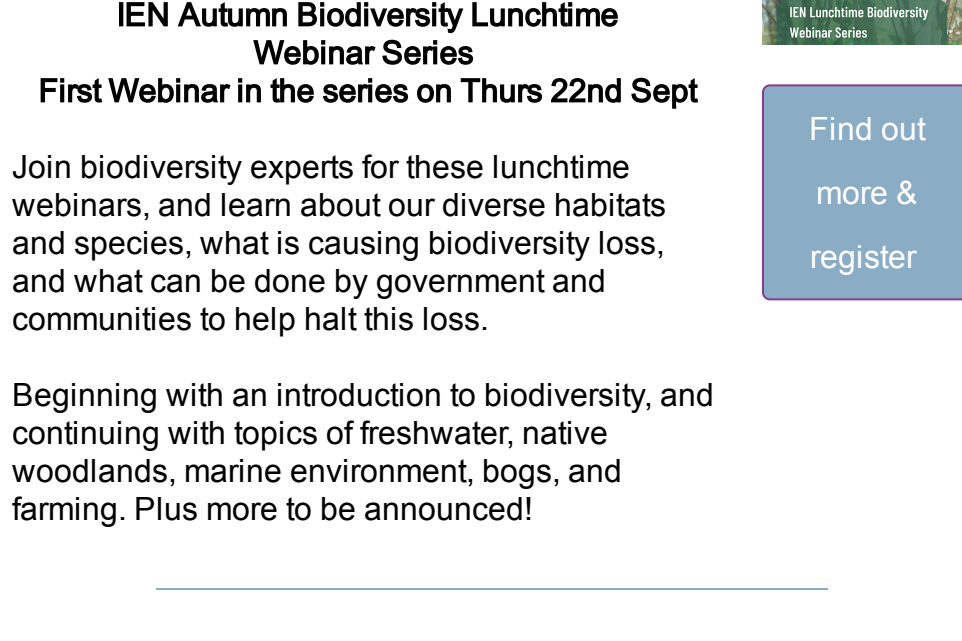 IEN Autumn Biodiversity Lunchtime
Webinar Series
First Webinar in the series on Thurs 22nd Sept
Join biodiversity experts for these lunchtime
webinars, and learn about our diverse habitats
and species, what is causing biodiversity loss,
and what can be done by government and
communities to help halt this loss.
Beginning with an introduction to biodiversity, and
continuing with topics of freshwater, native
woodlands, marine environment, bogs, and
farming. Plus more to be announced!
IEN Lunchtime Biodiversity
Webinar Series
Find out
more &
register